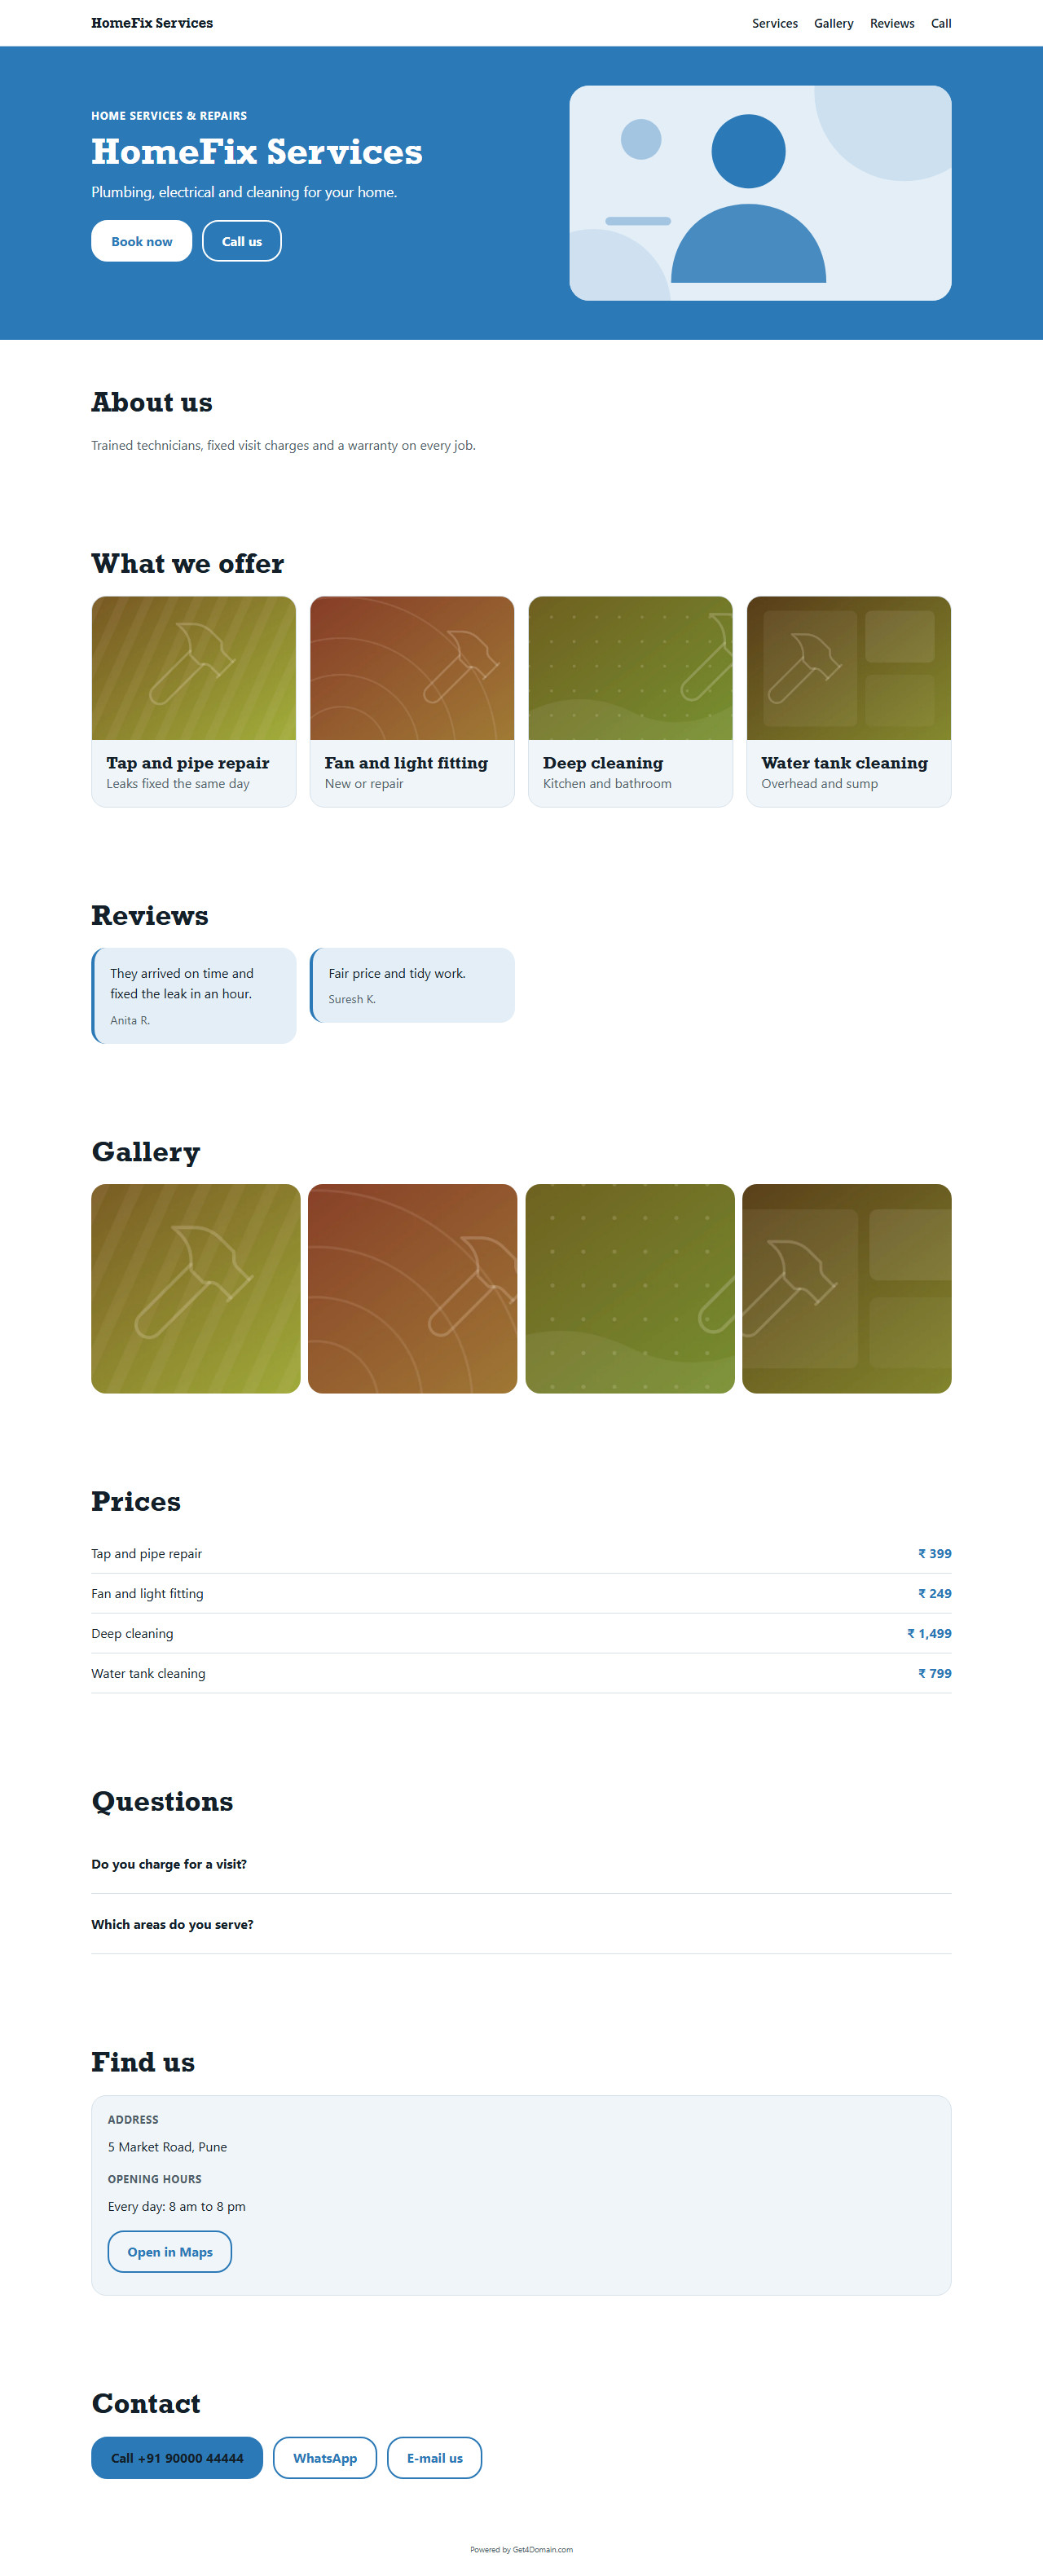 HomeFix Services
Services Gallery Reviews Call
HOME SERVICES & REPAIRS
HomeFix Services
Plumbing, electrical and cleaning for your home.
Book now
Call us
About us
Trained technicians, fixed visit charges and a warranty on every job.
What we offer
Tap and pipe repair
Leaks fixed the same day
Fan and light fitting
New or repair
Deep cleaning
Kitchen and bathroom
Water tank cleaning
Overhead and sump
Reviews
They arrived on time and
fixed the leak in an hour.
Anita R.
Fair price and tidy work.
Suresh K.
Gallery
Prices
Tap and pipe repair ₹ 399
Fan and light fitting ₹ 249
Deep cleaning ₹ 1,499
Water tank cleaning ₹ 799
Questions
Do you charge for a visit?
Which areas do you serve?
Find us
ADDRESS
5 Market Road, Pune
OPENING HOURS
Every day: 8 am to 8 pm
Open in Maps
Contact
Call +91 90000 44444
WhatsApp
E-mail us
Powered by Get4Domain.com